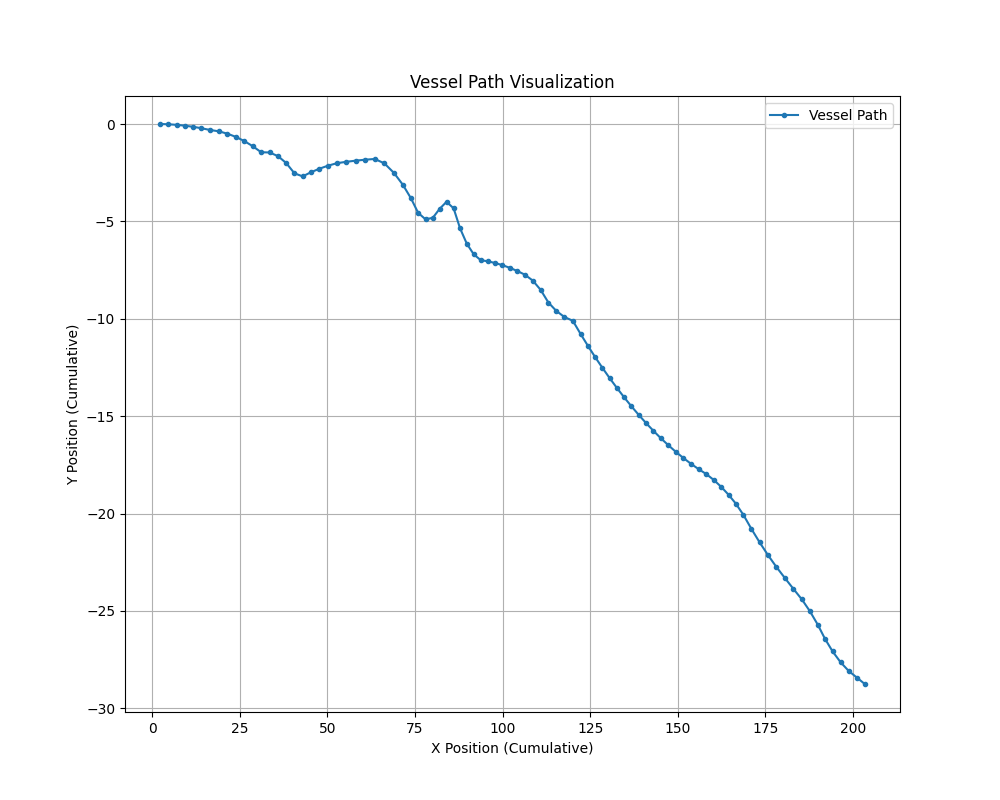 Vessel Path Visualization
Vessel Path
0
−5
−10
−15
−20
−25
−30
Y Position (Cumulative)
0 25 50 75 100 125 150 175 200
X Position (Cumulative)